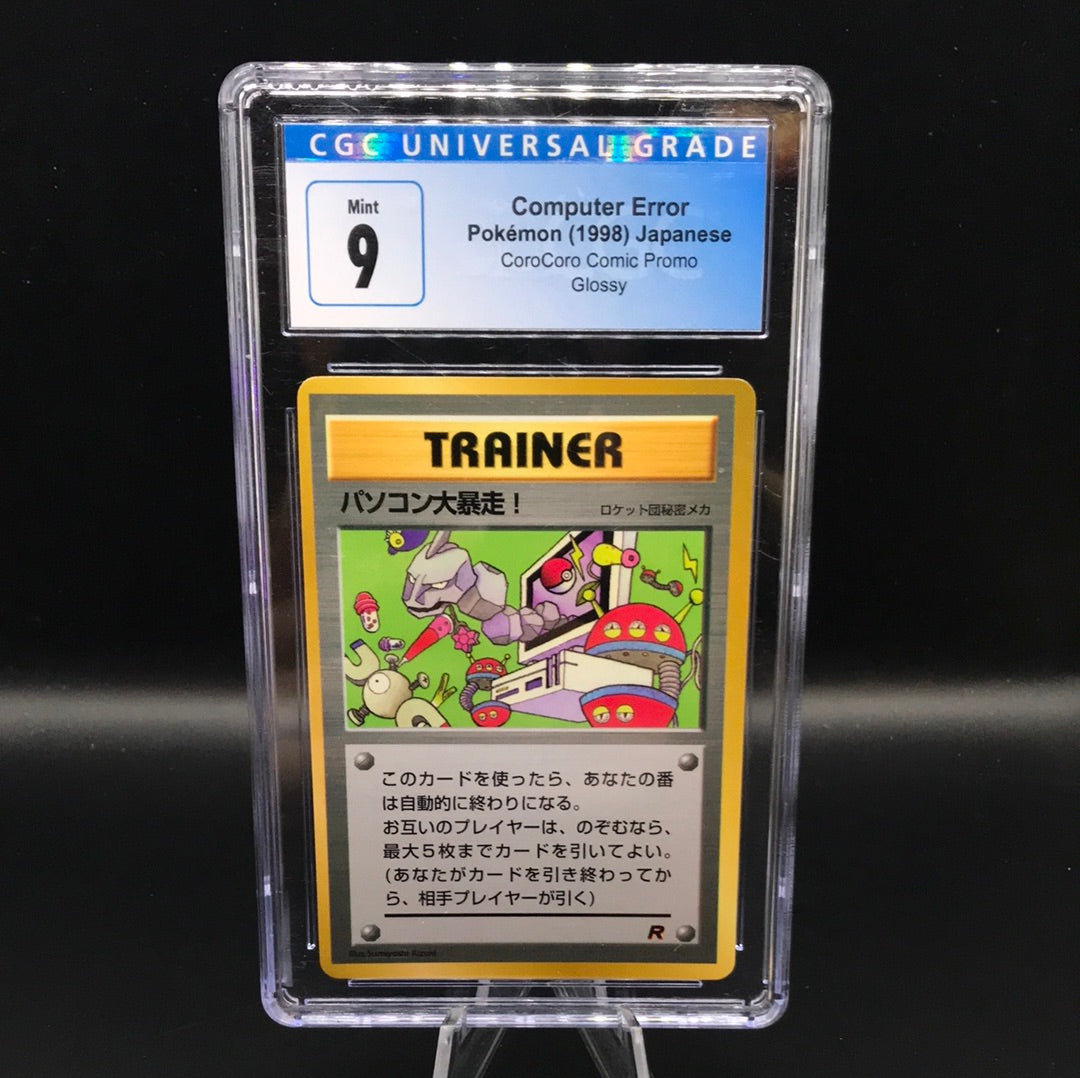 CGC UNIVERSAL GRADE
Mint
9
Computer Error
Pokémon (1998) Japanese
CoroCoro Comic Promo
Glossy
TRAINER
パソコン大暴走！
ロケット団秘密メカ
このカードを使ったら、あなたの番
は自動的に終わりになる。
お互いのプレイヤーは、のぞむなら、
最大5枚までカードを引いてよい。
(あなたがカードを引き終わってか
ら、相手プレイヤーが引く)
R
Illus.Sumiyoshi Kizuki